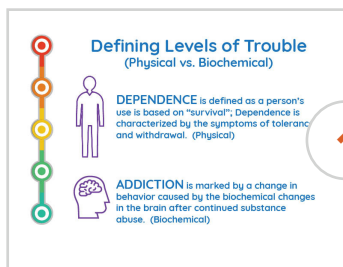 Defining Levels of Trouble
(Physical vs. Biochemical)
DEPENDENCE is defined as a person's
use is based on "survival"; Dependence is
characterized by the symptoms of toleranc
and withdrawal. (Physical)
ADDICTION is marked by a change in
behavior caused by the biochemical changes
in the brain after continued substance
abuse. (Biochemical)